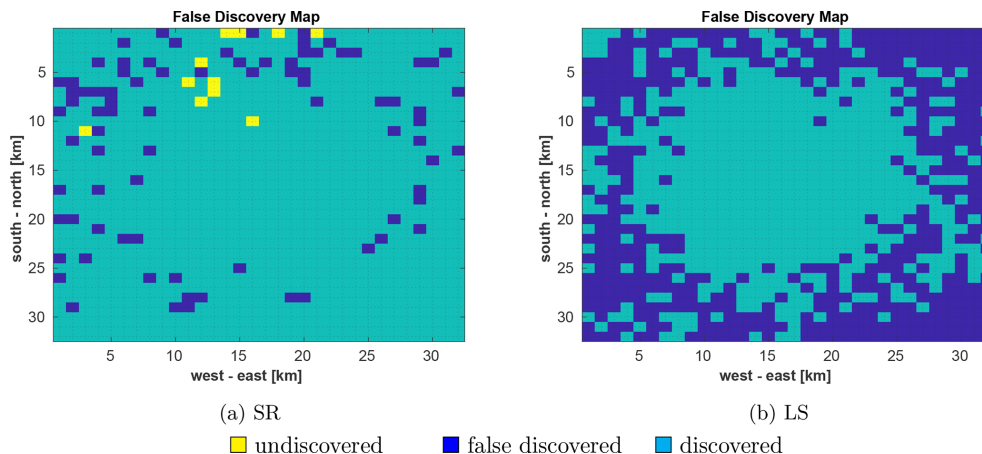 False Discovery Map
5
10
15
20
25
30
south - north [km]
5 10 15 20 25 30
west - east [km]
(a) SR
False Discovery Map
5
10
15
20
25
30
south - north [km]
5 10 15 20 25 30
west - east [km]
(b) LS
undiscovered false discovered discovered